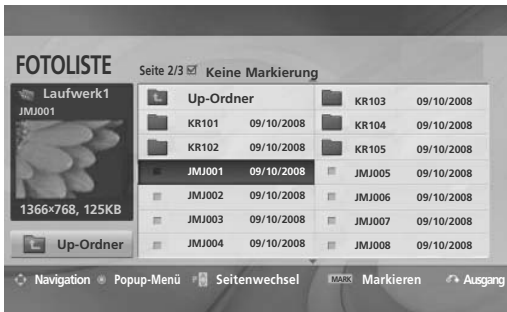 FOTOLISTE
Seite 2/3 Keine Markierung
Laufwerk1
JMJ001
1366×768, 125KB
Up-Ordner
Up-Ordner
KR101 09/10/2008
KR102 09/10/2008
JMJ001 09/10/2008
JMJ002 09/10/2008
JMJ003 09/10/2008
JMJ004 09/10/2008
KR103 09/10/2008
KR104 09/10/2008
KR105 09/10/2008
JMJ005 09/10/2008
JMJ006 09/10/2008
JMJ007 09/10/2008
JMJ008 09/10/2008
Navigation Popup-Menü P Seitenwechsel MARK Markieren Ausgang